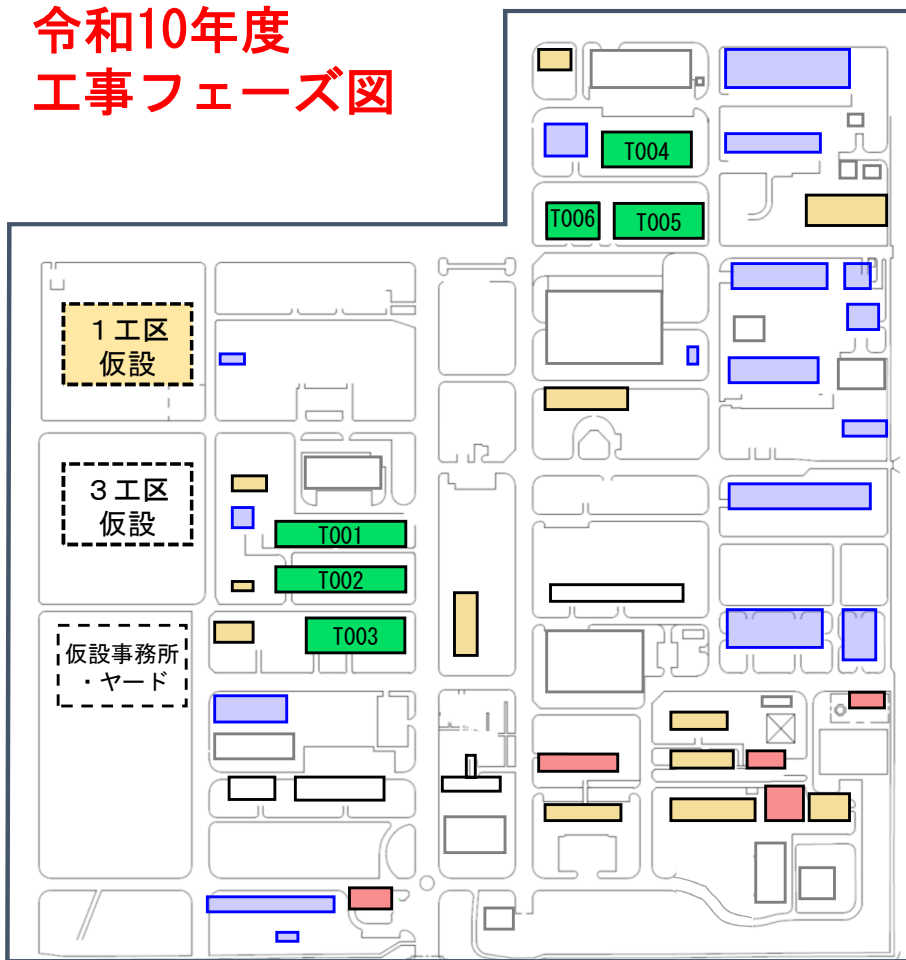 令和10年度
工事フェーズ図
T004
T006
T005
１工区
仮設
３工区
仮設
T001
T002
T003
仮設事務所
・ヤード